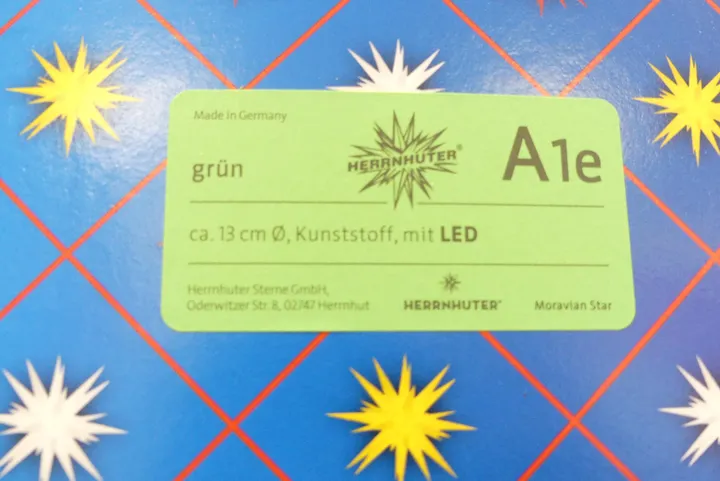 Made in Germany
grün
HERRNHUTER®
A1e
ca. 13 cm Ø, Kunststoff, mit LED
Herrnhuter Sterne GmbH,
Oderwitzer Str. 8, 02747 Herrnhut
HERRNHUTER®
Moravian Star